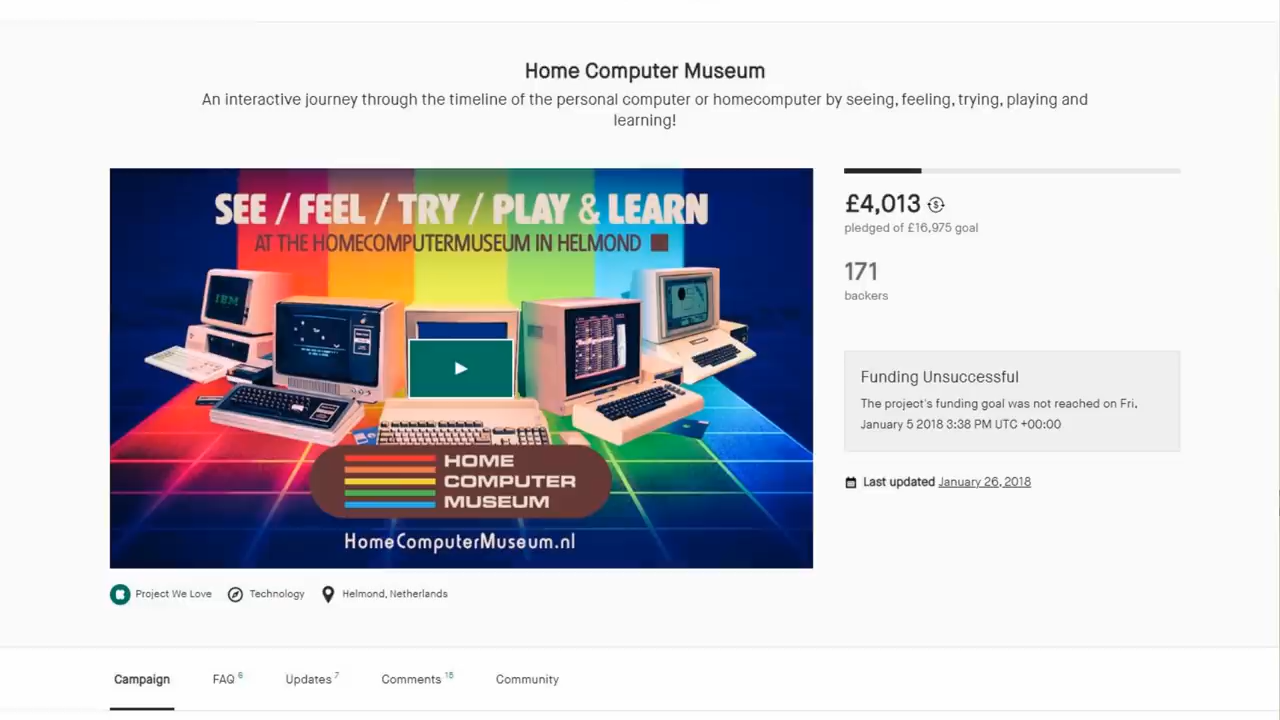 Home Computer Museum
An interactive journey through the timeline of the personal computer or homecomputer by seeing, feeling, trying, playing and
learning!
SEE / FEEL / TRY / PLAY & LEARN
AT THE HOMECOMPUTERMUSEUM IN HELMOND
IBM
HOME
COMPUTER
MUSEUM
HomeComputerMuseum.nl
£4,013
pledged of £16,975 goal
171
backers
Funding Unsuccessful
The project's funding goal was not reached on Fri,
January 5 2018 3:38 PM UTC +00:00
Last updated January 26, 2018
Project We Love Technology Helmond, Netherlands
Campaign FAQ 6 Updates 7 Comments 15 Community